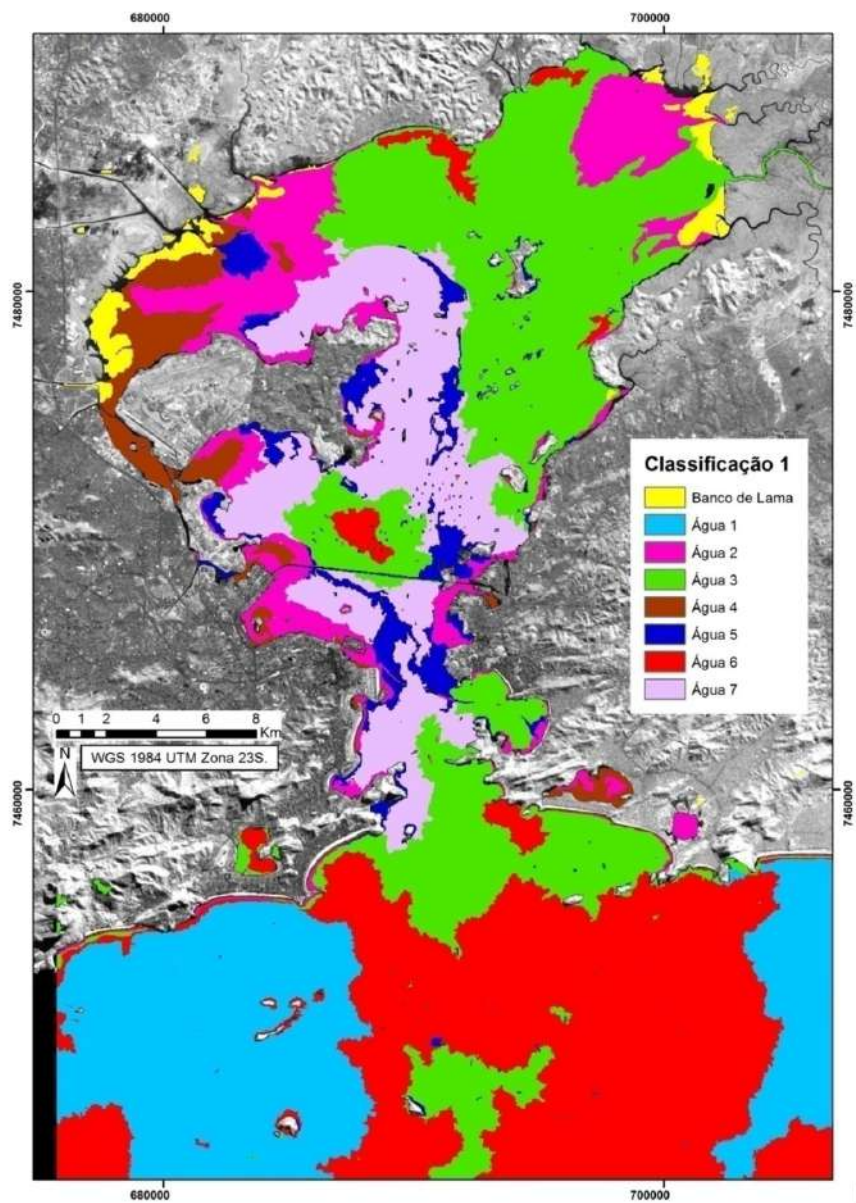 680000
700000
7480000
7480000
Classificação 1
Banco de Lama
Água 1
Água 2
Água 3
Água 4
Água 5
Água 6
Água 7
0 1 2 4 6 8
Km
N
WGS 1984 UTM Zona 23S.
7460000
7460000
680000
700000